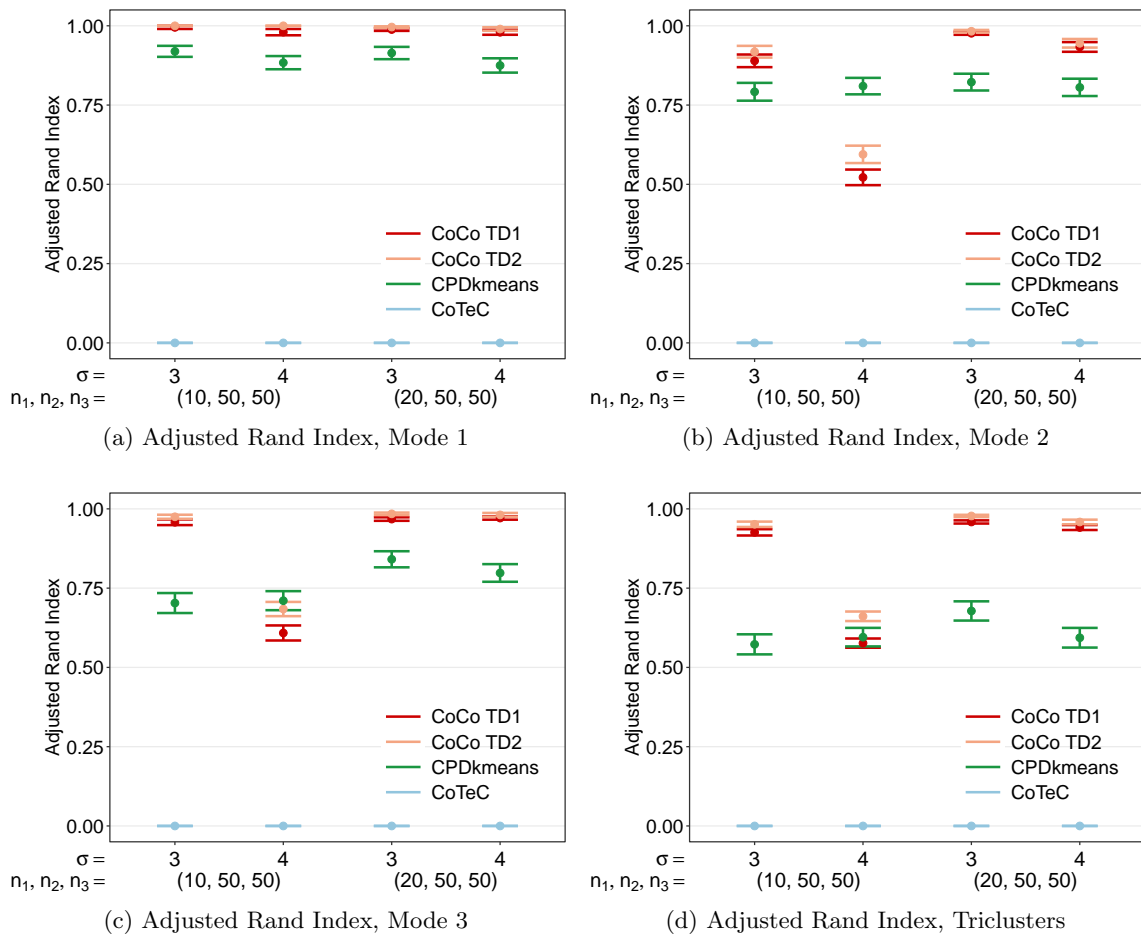 1.00
0.75
0.50
0.25
0.00
Adjusted Rand Index
CoCo TD1
CoCo TD2
CPDkmeans
CoTeC
σ = 3 4 3 4
n₁, n₂, n₃ = (10, 50, 50) (20, 50, 50)
(a) Adjusted Rand Index, Mode 1
1.00
0.75
0.50
0.25
0.00
Adjusted Rand Index
CoCo TD1
CoCo TD2
CPDkmeans
CoTeC
σ = 3 4 3 4
n₁, n₂, n₃ = (10, 50, 50) (20, 50, 50)
(b) Adjusted Rand Index, Mode 2
1.00
0.75
0.50
0.25
0.00
Adjusted Rand Index
CoCo TD1
CoCo TD2
CPDkmeans
CoTeC
σ = 3 4 3 4
n₁, n₂, n₃ = (10, 50, 50) (20, 50, 50)
(c) Adjusted Rand Index, Mode 3
1.00
0.75
0.50
0.25
0.00
Adjusted Rand Index
CoCo TD1
CoCo TD2
CPDkmeans
CoTeC
σ = 3 4 3 4
n₁, n₂, n₃ = (10, 50, 50) (20, 50, 50)
(d) Adjusted Rand Index, Triclusters